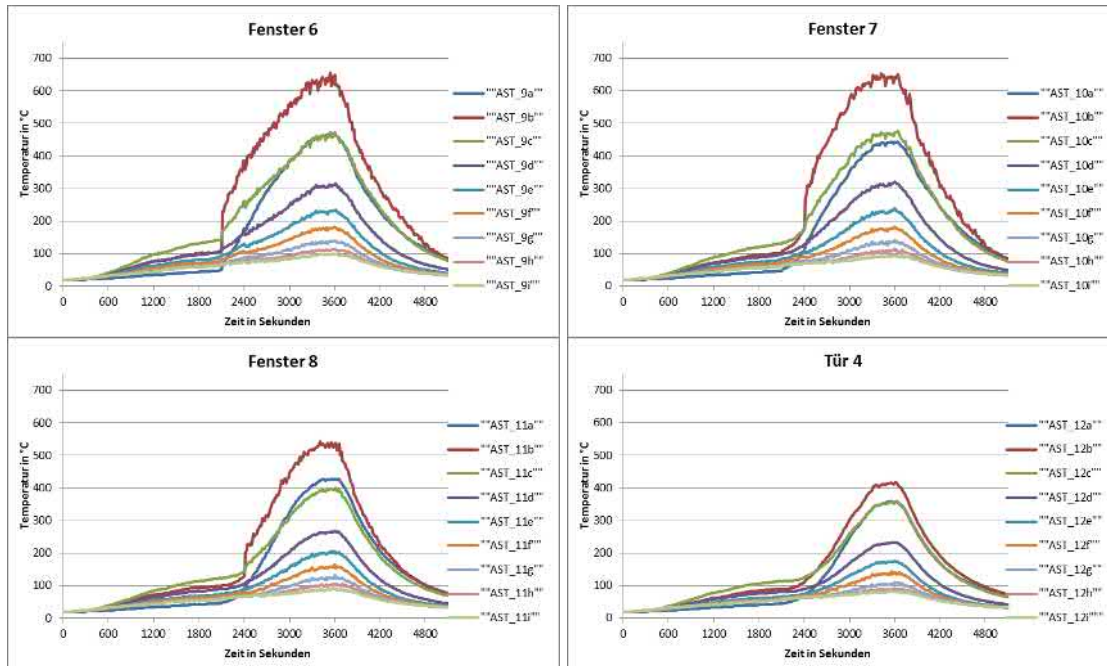 Fenster 6
Temperatur in °C
700
600
500
400
300
200
100
0
0 600 1200 1800 2400 3000 3600 4200 4800
Zeit in Sekunden
""AST_9a""
""AST_9b""
""AST_9c""
""AST_9d""
""AST_9e""
""AST_9f""
""AST_9g""
""AST_9h""
""AST_9i""
Fenster 7
Temperatur in °C
700
600
500
400
300
200
100
0
0 600 1200 1800 2400 3000 3600 4200 4800
Zeit in Sekunden
""AST_10a""
""AST_10b""
""AST_10c""
""AST_10d""
""AST_10e""
""AST_10f""
""AST_10g""
""AST_10h""
""AST_10i""
Fenster 8
Temperatur in °C
700
600
500
400
300
200
100
0
0 600 1200 1800 2400 3000 3600 4200 4800
Zeit in Sekunden
""AST_11a""
""AST_11b""
""AST_11c""
""AST_11d""
""AST_11e""
""AST_11f""
""AST_11g""
""AST_11h""
""AST_11i""
Tür 4
Temperatur in °C
700
600
500
400
300
200
100
0
0 600 1200 1800 2400 3000 3600 4200 4800
Zeit in Sekunden
""AST_12a""
""AST_12b""
""AST_12c""
""AST_12d""
""AST_12e""
""AST_12f""
""AST_12g""
""AST_12h""
""AST_12i""